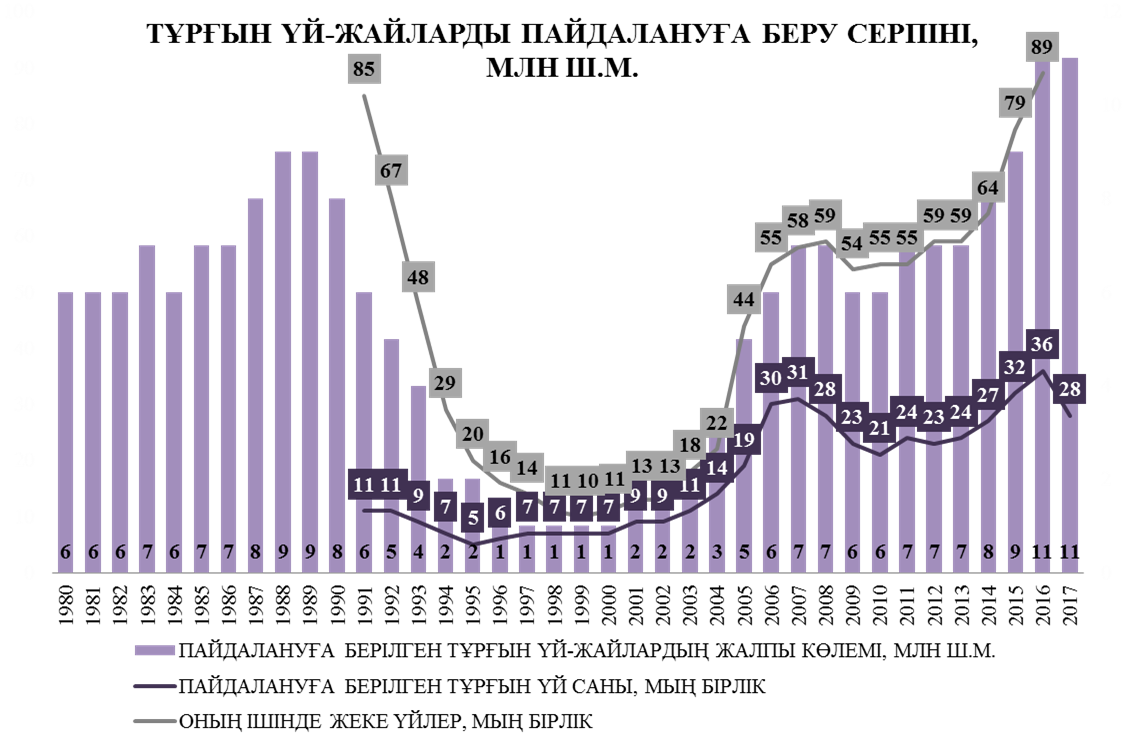 ТҰРҒЫН ҮЙ-ЖАЙЛАРДЫ ПАЙДАЛАНУҒА БЕРУ СЕРПІНІ,
МЛН Ш.М.
85 67 48 29 20 16 14 11 10 11 13 13 18 22 44 55 58 59 54 55 55 59 59 64 79 89
11 11 9 7 5 6 7 7 7 7 9 9 11 14 19 30 31 28 23 21 24 23 24 27 32 36 28
6 6 6 7 6 7 7 8 9 9 8 6 5 4 2 2 1 1 1 1 1 2 2 2 3 5 6 7 7 6 6 7 7 7 8 9 11 11
1980 1981 1982 1983 1984 1985 1986 1987 1988 1989 1990 1991 1992 1993 1994 1995 1996 1997 1998 1999 2000 2001 2002 2003 2004 2005 2006 2007 2008 2009 2010 2011 2012 2013 2014 2015 2016 2017
ПАЙДАЛАНУҒА БЕРІЛГЕН ТҰРҒЫН ҮЙ-ЖАЙЛАРДЫҢ ЖАЛПЫ КӨЛЕМІ, МЛН Ш.М.
ПАЙДАЛАНУҒА БЕРІЛГЕН ТҰРҒЫН ҮЙ САНЫ, МЫҢ БІРЛІК
ОНЫҢ ІШІНДЕ ЖЕКЕ ҮЙЛЕР, МЫҢ БІРЛІК